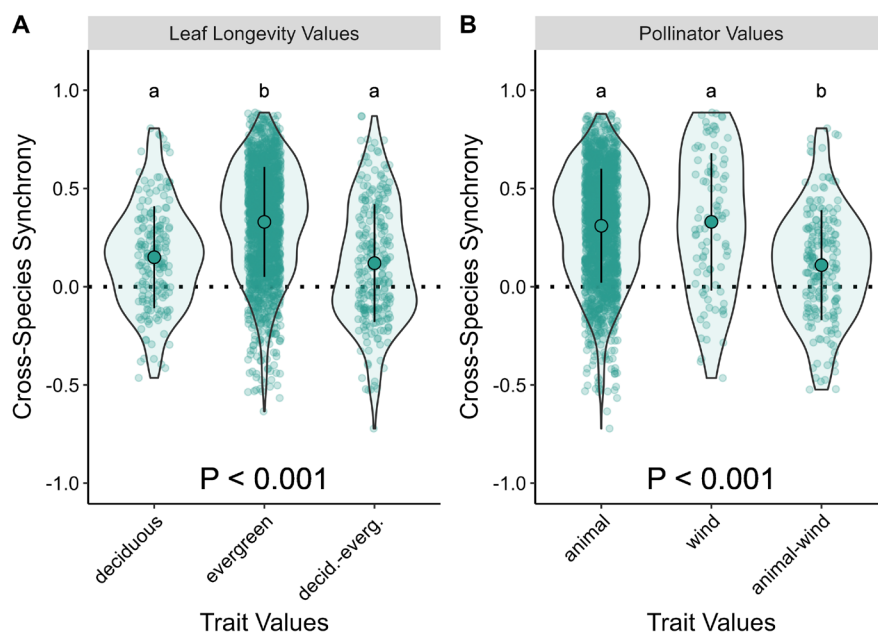 A
Leaf Longevity Values
Cross-Species Synchrony
1.0
0.5
0.0
-0.5
-1.0
a
b
a
P < 0.001
deciduous
evergreen
decid.-everg.
Trait Values
B
Pollinator Values
Cross-Species Synchrony
1.0
0.5
0.0
-0.5
-1.0
a
a
b
P < 0.001
animal
wind
animal-wind
Trait Values